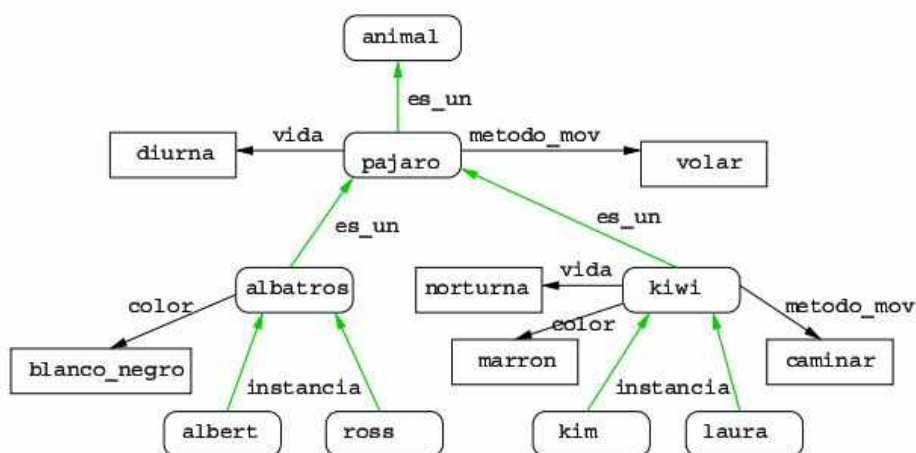 animal
es_un
vida
metodo_mov
diurna
pajaro
volar
es_un
es_un
albatros
norturna
vida
kiwi
color
color
metodo_mov
blanco_negro
marron
caminar
instancia
instancia
albert
ross
kim
laura